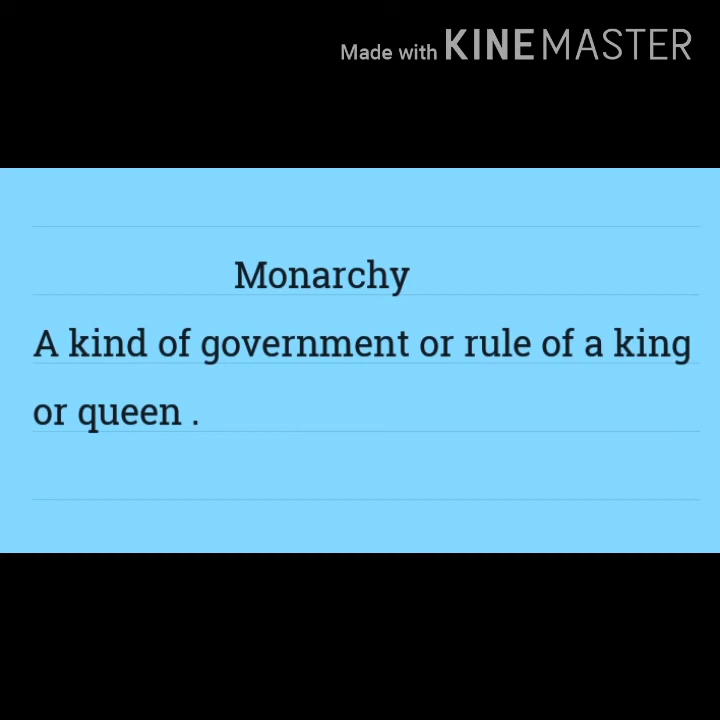 Made with KINEMASTER
Monarchy
A kind of government or rule of a king
or queen .